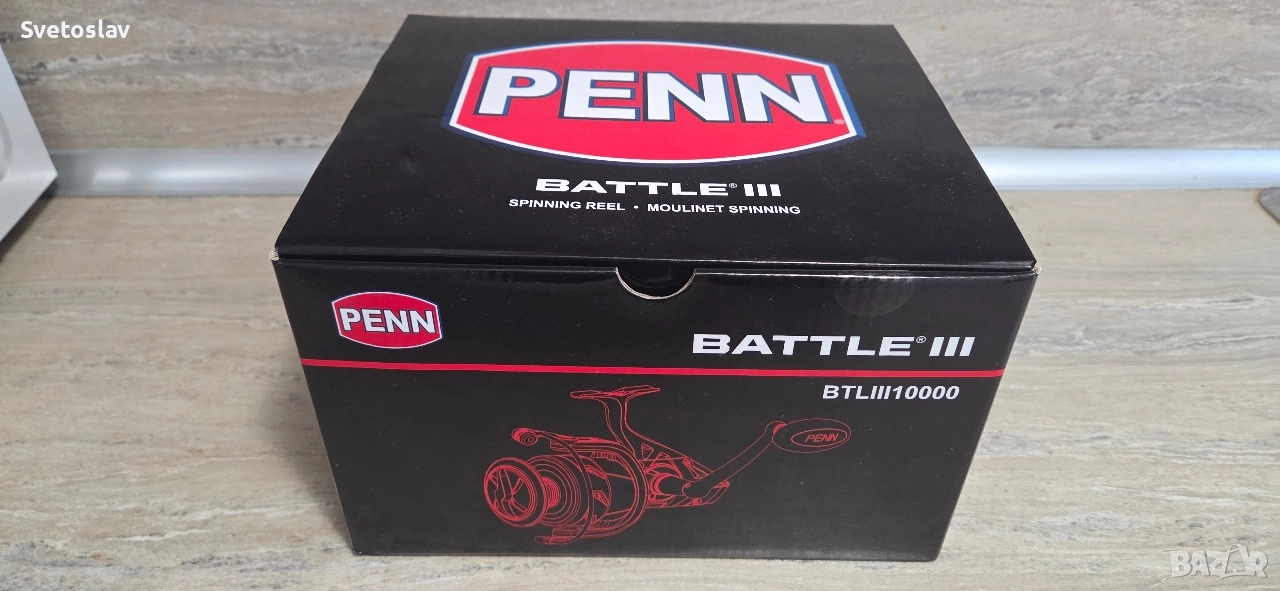 Svetoslav
PENN®
BATTLE® III
SPINNING REEL • MOULINET SPINNING
PENN
BATTLE® III
BTLIII10000
PENN
BAZAR